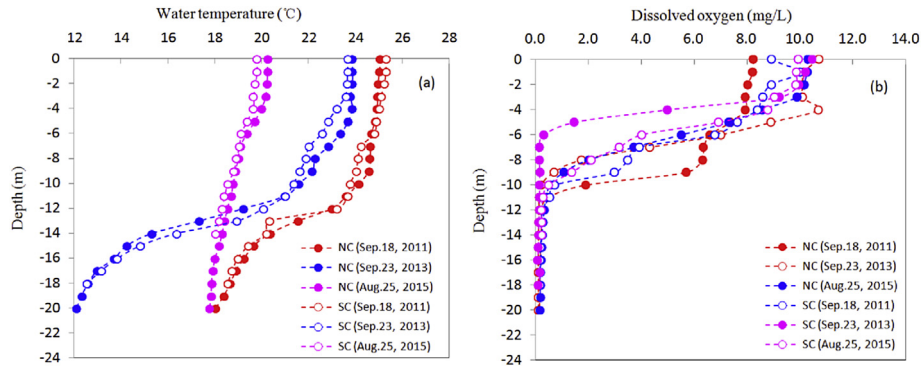 Water temperature (℃)
12 14 16 18 20 22 24 26 28
0
-2
-4
-6
-8
-10
-12
-14
-16
-18
-20
-22
-24
Depth (m)
(a)
NC (Sep.18, 2011)
NC (Sep.23, 2013)
NC (Aug.25, 2015)
SC (Sep.18, 2011)
SC (Sep.23, 2013)
SC (Aug.25, 2015)
Dissolved oxygen (mg/L)
0.0 2.0 4.0 6.0 8.0 10.0 12.0 14.0
0
-2
-4
-6
-8
-10
-12
-14
-16
-18
-20
-22
-24
Depth (m)
(b)
NC (Sep.18, 2011)
NC (Sep.23, 2013)
NC (Aug.25, 2015)
SC (Sep.18, 2011)
SC (Sep.23, 2013)
SC (Aug.25, 2015)